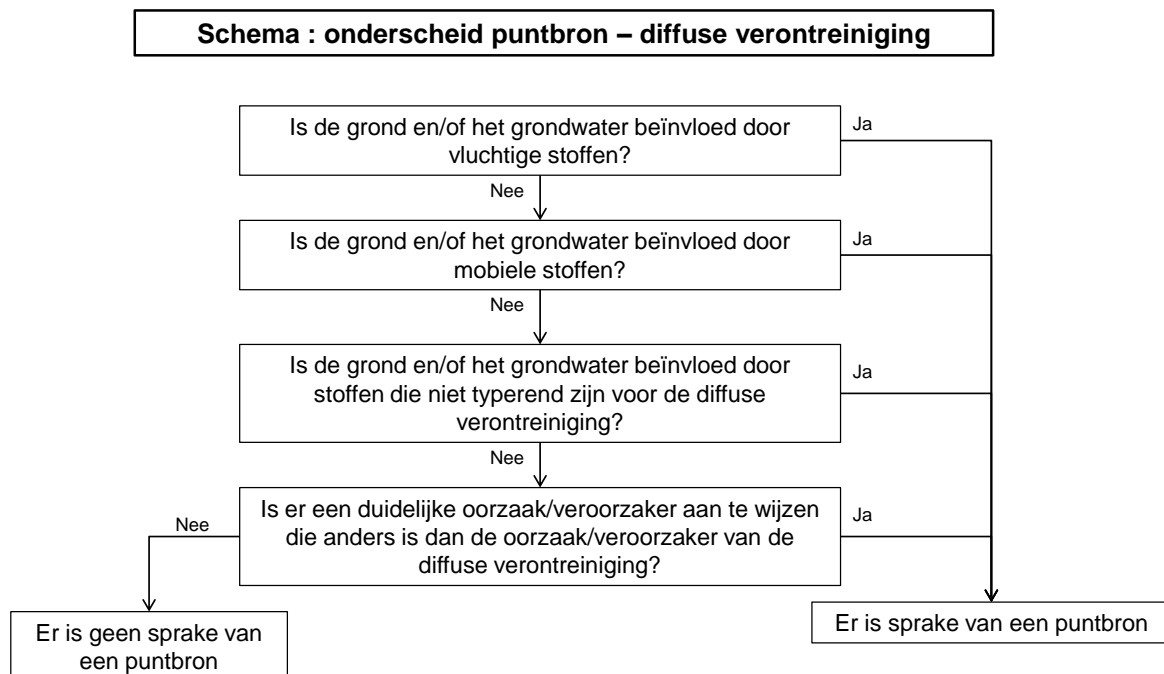 Schema : onderscheid puntbron – diffuse verontreiniging
Is de grond en/of het grondwater beïnvloed door
vluchtige stoffen?
Ja
Nee
Is de grond en/of het grondwater beïnvloed door
mobiele stoffen?
Ja
Nee
Is de grond en/of het grondwater beïnvloed door
stoffen die niet typerend zijn voor de diffuse
verontreiniging?
Ja
Nee
Is er een duidelijke oorzaak/veroorzaker aan te wijzen
die anders is dan de oorzaak/veroorzaker van de
diffuse verontreiniging?
Nee
Ja
Er is geen sprake van
een puntbron
Er is sprake van een puntbron